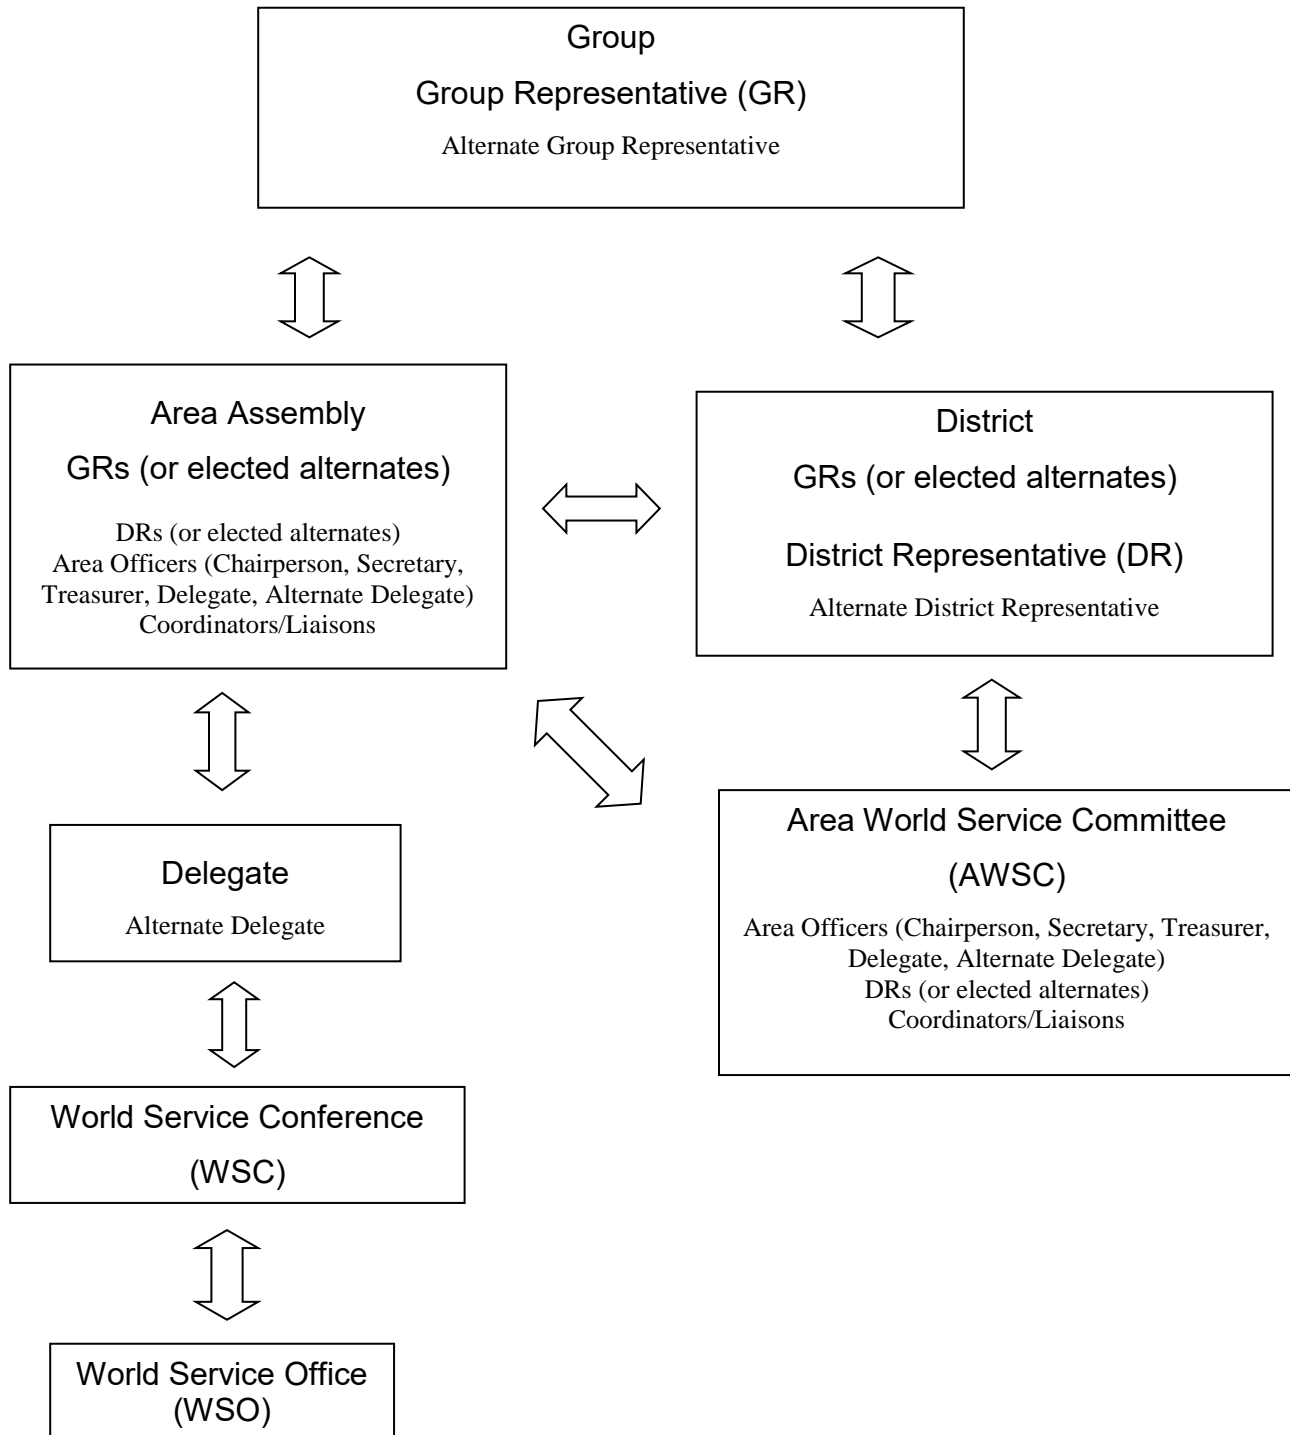 Group
Group Representative (GR)
Alternate Group Representative
Area Assembly
GRs (or elected alternates)
DRs (or elected alternates)
Area Officers (Chairperson, Secretary,
Treasurer, Delegate, Alternate Delegate)
Coordinators/Liaisons
District
GRs (or elected alternates)
District Representative (DR)
Alternate District Representative
Delegate
Alternate Delegate
Area World Service Committee
(AWSC)
Area Officers (Chairperson, Secretary, Treasurer,
Delegate, Alternate Delegate)
DRs (or elected alternates)
Coordinators/Liaisons
World Service Conference
(WSC)
World Service Office
(WSO)